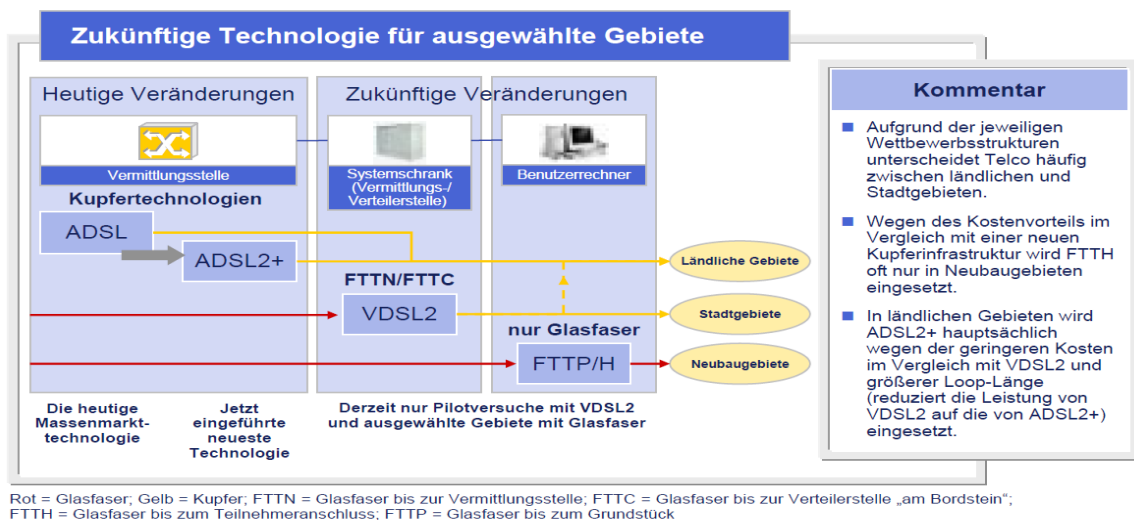 Zukünftige Technologie für ausgewählte Gebiete
Heutige Veränderungen
Zukünftige Veränderungen
Vermittlungsstelle
Systemschrank
(Vermittlungs-/
Verteilerstelle)
Benutzerrechner
Kupfertechnologien
ADSL
ADSL2+
FTTN/FTTC
VDSL2
nur Glasfaser
FTTP/H
Ländliche Gebiete
Stadtgebiete
Neubaugebiete
Die heutige
Massenmarkt-
technologie
Jetzt
eingeführte
neueste
Technologie
Derzeit nur Pilotversuche mit VDSL2
und ausgewählte Gebiete mit Glasfaser
Kommentar
Aufgrund der jeweiligen
Wettbewerbsstrukturen
unterscheidet Telco häufig
zwischen ländlichen und
Stadtgebieten.
Wegen des Kostenvorteils im
Vergleich mit einer neuen
Kupferinfrastruktur wird FTTH
oft nur in Neubaugebieten
eingesetzt.
In ländlichen Gebieten wird
ADSL2+ hauptsächlich
wegen der geringeren Kosten
im Vergleich mit VDSL2 und
größerer Loop-Länge
(reduziert die Leistung von
VDSL2 auf die von ADSL2+)
eingesetzt.
Rot = Glasfaser; Gelb = Kupfer; FTTN = Glasfaser bis zur Vermittlungsstelle; FTTC = Glasfaser bis zur Verteilerstelle „am Bordstein“;
FTTH = Glasfaser bis zum Teilnehmeranschluss; FTTP = Glasfaser bis zum Grundstück